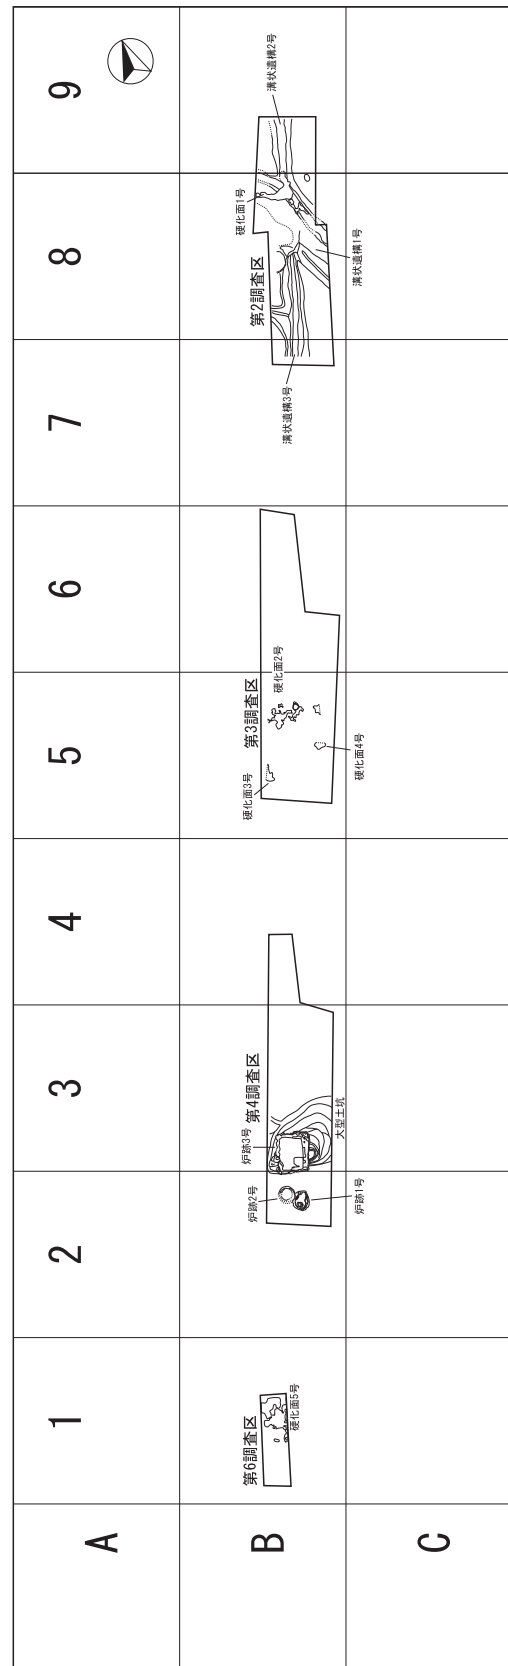 1
2
3
4
5
6
7
8
9
A
B
C
第6調査区
硬化面5号
第4調査区
炉跡3号
炉跡2号
炉跡1号
大型土坑
第3調査区
硬化面2号
硬化面3号
硬化面4号
第2調査区
硬化面1号
溝状遺構2号
溝状遺構1号
溝状遺構3号